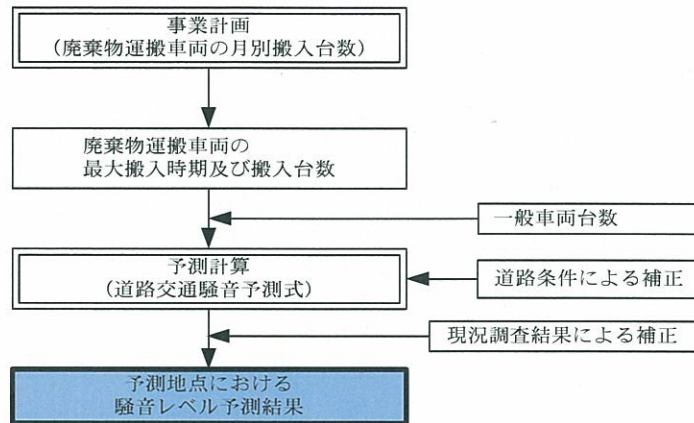 事業計画
(廃棄物運搬車両の月別搬入台数)
廃棄物運搬車両の
最大搬入時期及び搬入台数
一般車両台数
予測計算
(道路交通騒音予測式)
道路条件による補正
現況調査結果による補正
予測地点における
騒音レベル予測結果